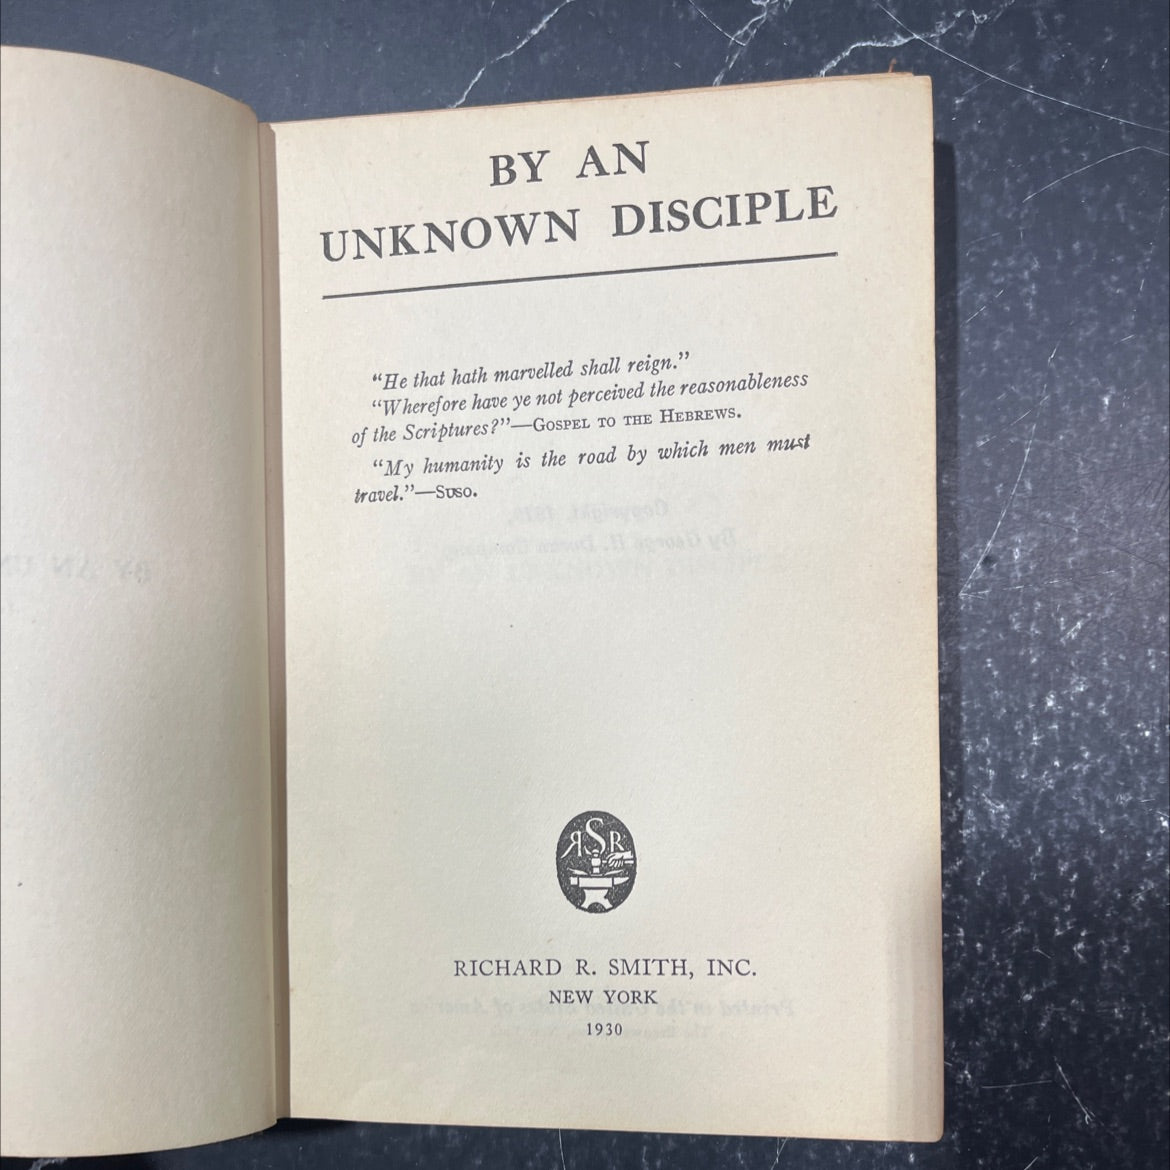 BY AN
UNKNOWN DISCIPLE
“He that hath marvelled shall reign.”
“Wherefore have ye not perceived the reasonableness
of the Scriptures?”—GOSPEL TO THE HEBREWS.
“My humanity is the road by which men must
travel.”—SUSO.
RSR
RICHARD R. SMITH, INC.
NEW YORK
1930